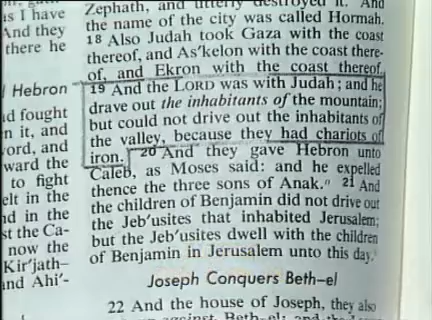 is I have
And they
there he
Hebron
d fought
n it, and
ord, and
ward the
to fight
elt in the
nd in the
st the Ca-
now the
Kir'jath–
and Ahi'-
Zephath, and utterly destroyed it. And
the name of the city was called Hormah.
18 Also Judah took Gaza with the coast
thereof, and As'kelon with the coast there-
of, and Ekron with the coast thereof.
19 And the LORD was with Judah; and he
drave out the inhabitants of the mountain;
but could not drive out the inhabitants of
the valley, because they had chariots of
iron. 20 And they gave Hebron unto
Caleb, as Moses said: and he expelled
thence the three sons of Anak." 21 And
the children of Benjamin did not drive out
the Jeb'usites that inhabited Jerusalem;
but the Jeb'usites dwell with the children
of Benjamin in Jerusalem unto this day.
Joseph Conquers Beth–el
22 And the house of Joseph, they also
against Beth-el: and the